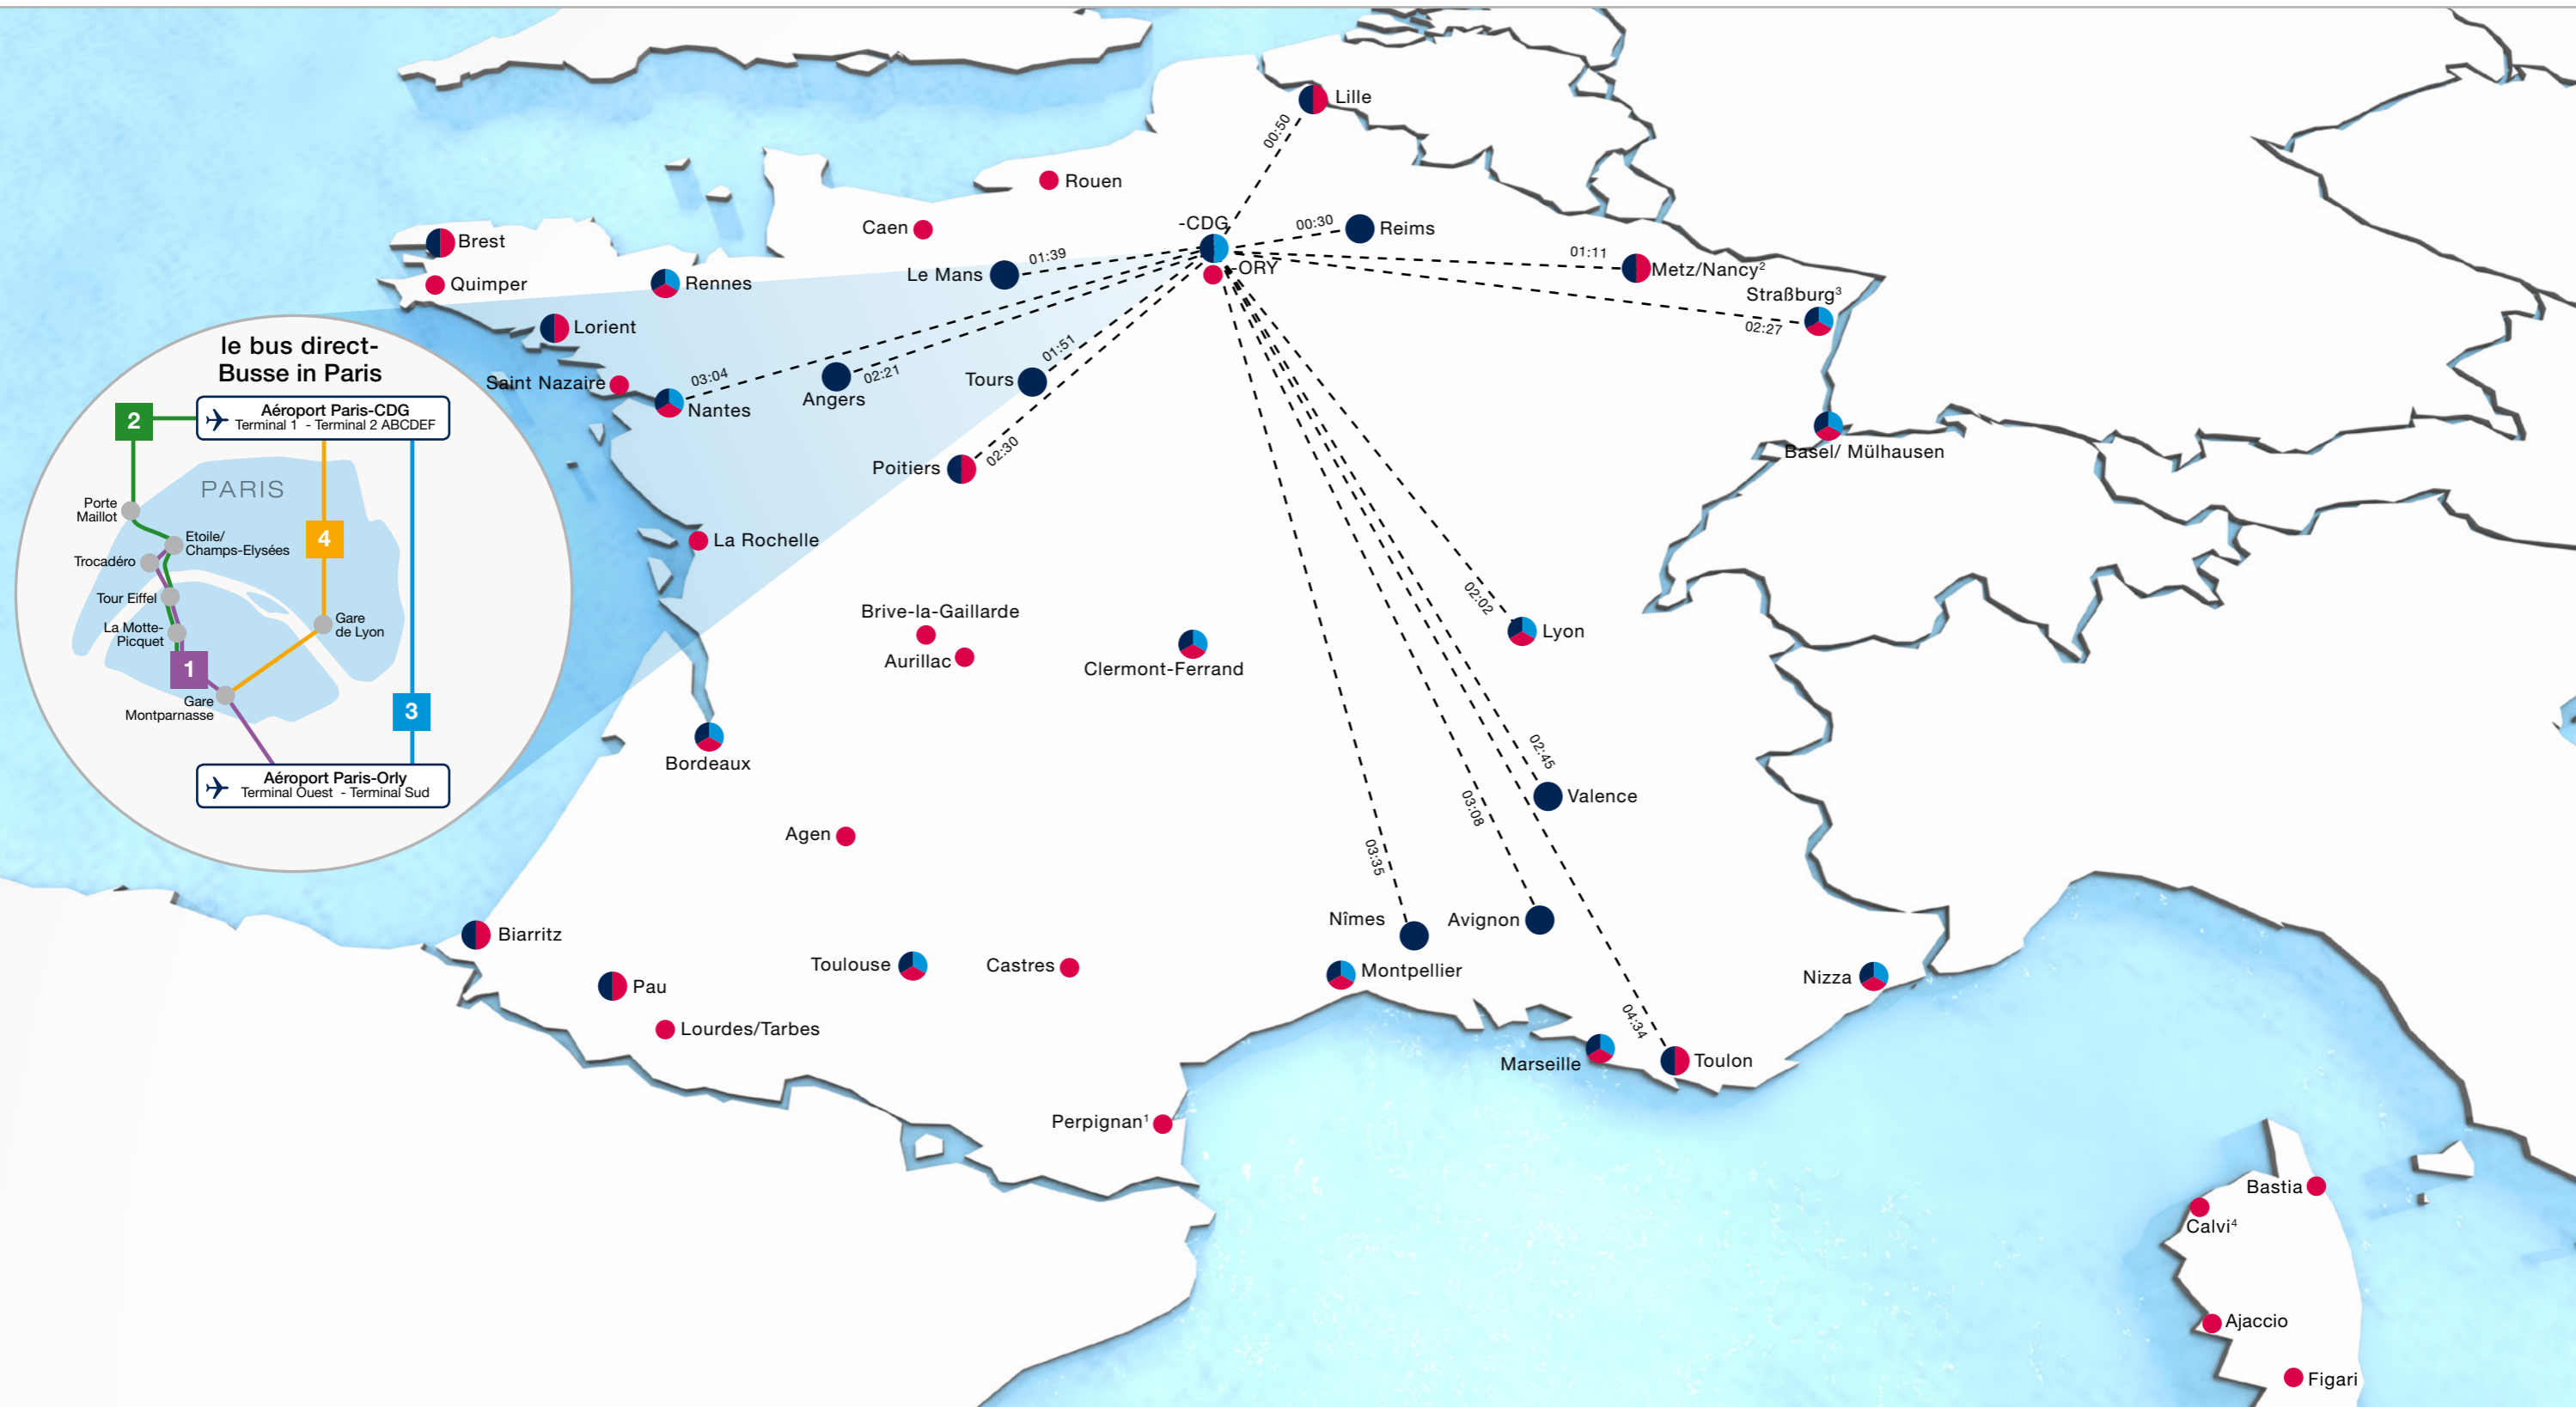 Lille
00:50
Rouen
-CDG
00:30
Reims
Caen
Brest
01:39
01:11
-ORY
Metz/Nancy²
Le Mans
Quimper
Rennes
Straßburg³
02:27
Lorient
le bus direct-
Busse in Paris
01:51
03:04
02:21
Tours
Saint Nazaire
Angers
Nantes
2
Aéroport Paris-CDG
Terminal 1 - Terminal 2 ABCDEF
02:30
Basel/ Mülhausen
Poitiers
PARIS
Porte
Maillot
4
Etoile/
Champs-Elysées
La Rochelle
Trocadéro
Tour Eiffel
02:02
Brive-la-Gaillarde
Gare
de Lyon
La Motte-
Picquet
Lyon
Aurillac
1
Clermont-Ferrand
Gare
Montparnasse
3
Bordeaux
02:45
Aéroport Paris-Orly
Terminal Ouest - Terminal Sud
Valence
03:08
Agen
03:35
Nîmes
Avignon
Biarritz
Toulouse
Castres
Montpellier
Nizza
Pau
04:34
Lourdes/Tarbes
Marseille
Toulon
Perpignan¹
Bastia
Calvi⁴
Ajaccio
Figari